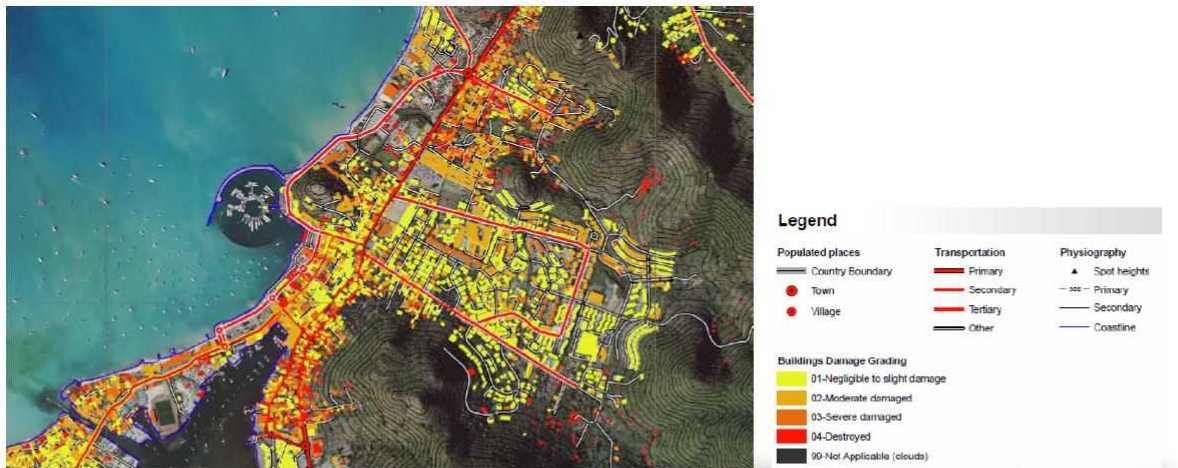 Legend
Populated places
Country Boundary
Town
Village
Transportation
Primary
Secondary
Tertiary
Other
Physiography
Spot heights
Primary
Secondary
Coastline
Buildings Damage Grading
01-Negligible to slight damage
02-Moderate damaged
03-Severe damaged
04-Destroyed
99-Not Applicable (clouds)